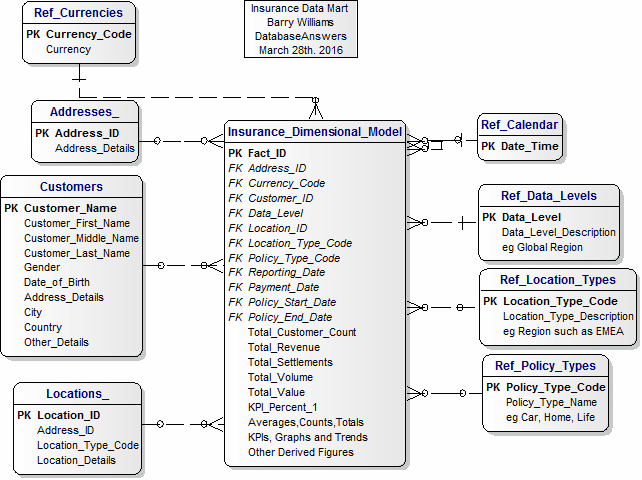 Insurance Data Mart
Barry Williams
DatabaseAnswers
March 28th. 2016
Ref_Currencies
PK Currency_Code
Currency
Addresses_
PK Address_ID
Address_Details
Customers
PK Customer_Name
Customer_First_Name
Customer_Middle_Name
Customer_Last_Name
Gender
Date_of_Birth
Address_Details
City
Country
Other_Details
Locations_
PK Location_ID
Address_ID
Location_Type_Code
Location_Details
Insurance_Dimensional_Model
PK Fact_ID
FK Address_ID
FK Currency_Code
FK Customer_ID
FK Data_Level
FK Location_ID
FK Location_Type_Code
FK Policy_Type_Code
FK Reporting_Date
FK Payment_Date
FK Policy_Start_Date
FK Policy_End_Date
Total_Customer_Count
Total_Revenue
Total_Settlements
Total_Volume
Total_Value
KPI_Percent_1
Averages,Counts,Totals
KPIs, Graphs and Trends
Other Derived Figures
Ref_Calendar
PK Date_Time
Ref_Data_Levels
PK Data_Level
Data_Level_Description
eg Global Region
Ref_Location_Types
PK Location_Type_Code
Location_Type_Description
eg Region such as EMEA
Ref_Policy_Types
PK Policy_Type_Code
Policy_Type_Name
eg Car, Home, Life